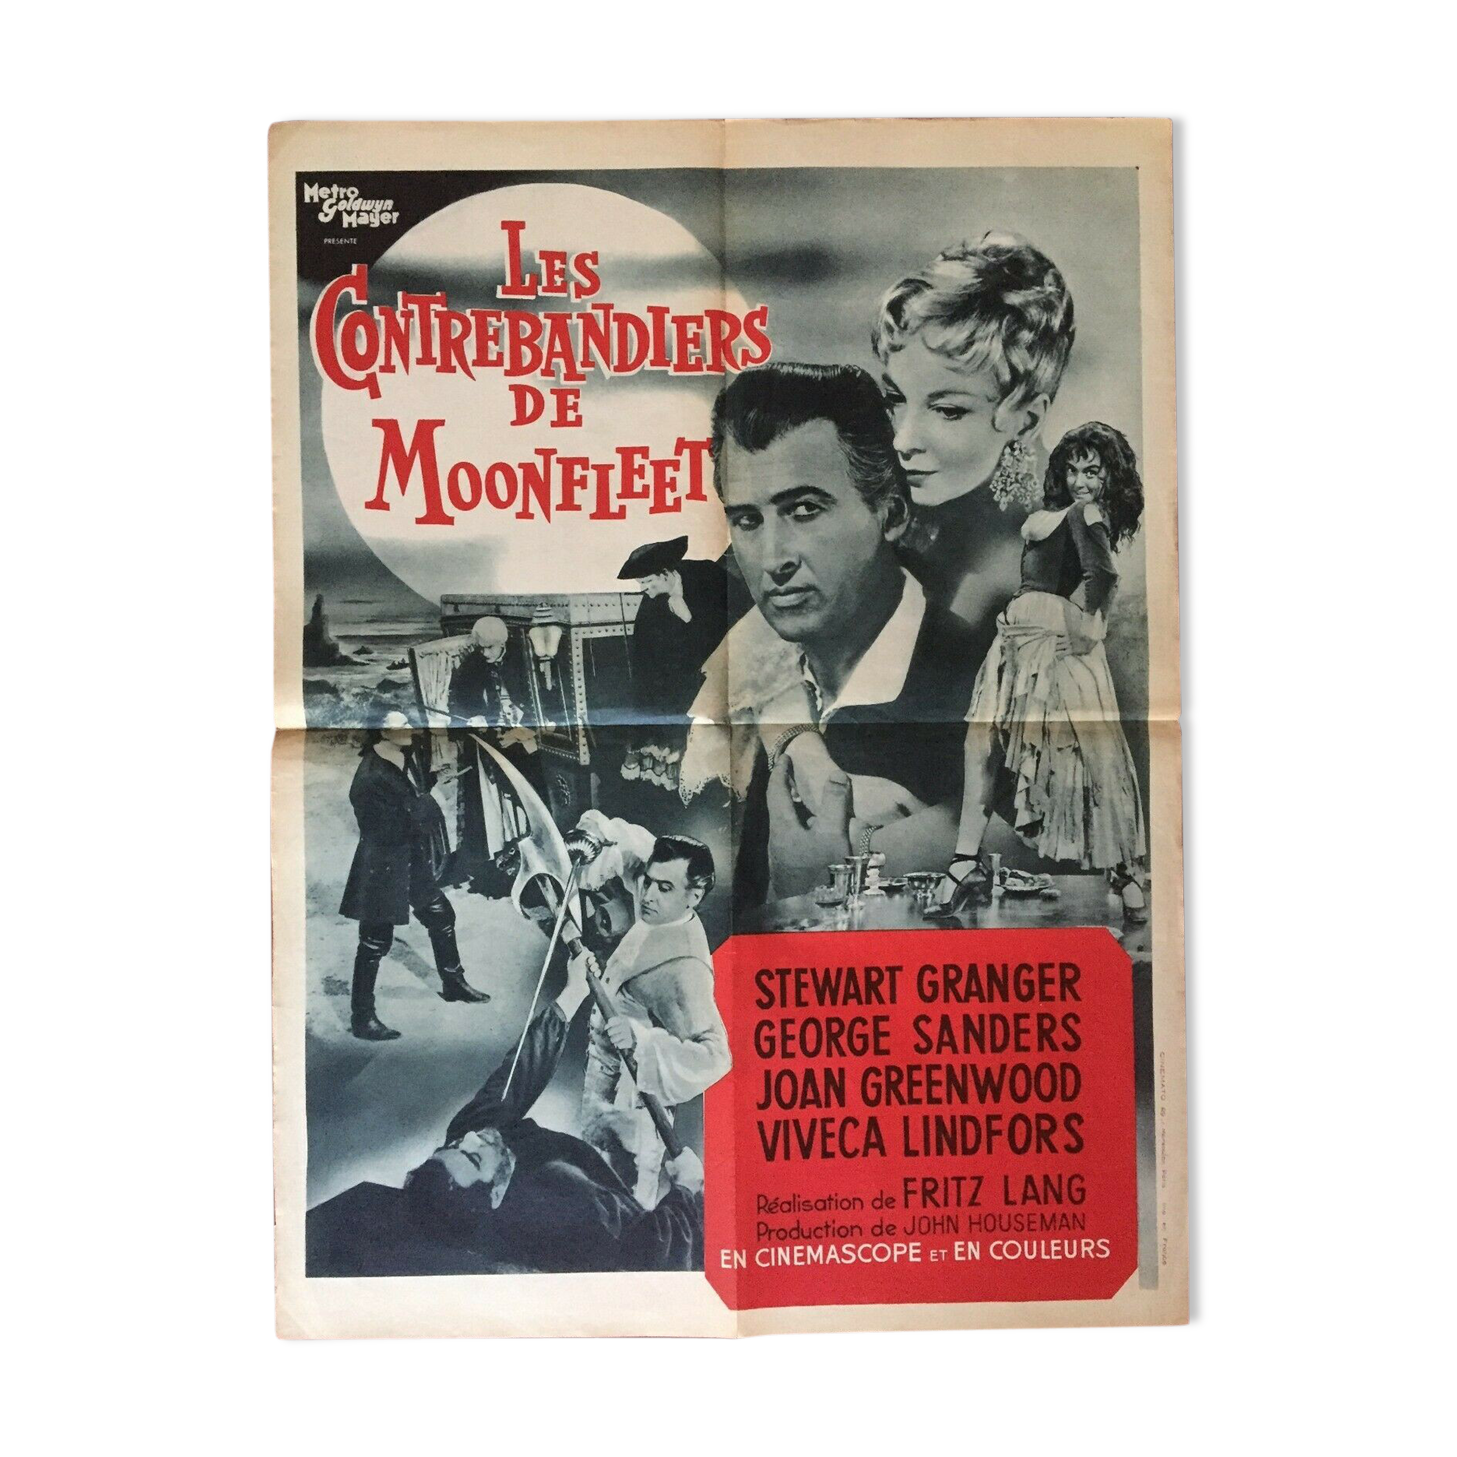 Metro
Goldwyn
Mayer
PRÉSENTE
LES
CONTREBANDIERS
DE
MOONFLEET
STEWART GRANGER
GEORGE SANDERS
JOAN GREENWOOD
VIVECA LINDFORS
Réalisation de FRITZ LANG
Production de JOHN HOUSEMAN
EN CINEMASCOPE ET EN COULEURS